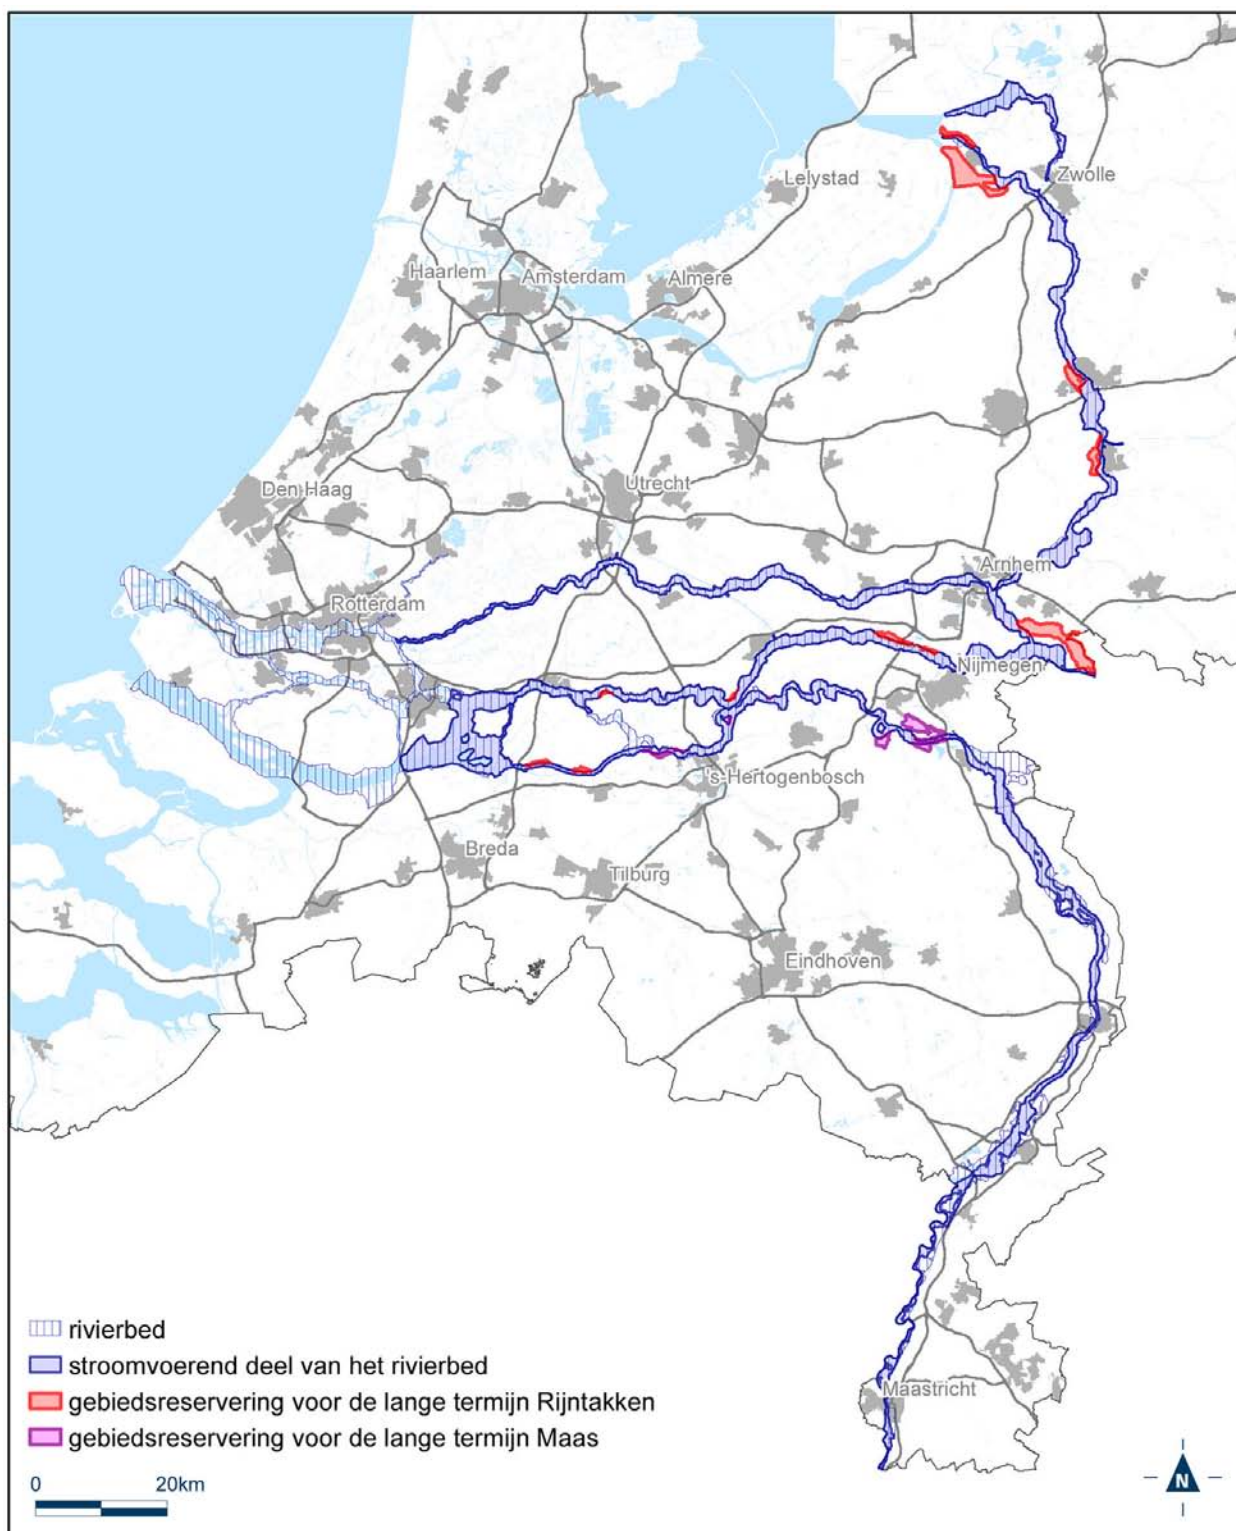 Lelystad
Zwolle
Haarlem
Amsterdam
Almere
Den Haag
Utrecht
Arnhem
Rotterdam
Nijmegen
's-Hertogenbosch
Breda
Tilburg
Eindhoven
Maastricht
rivierbed
stroomvoerend deel van het rivierbed
gebiedsreservering voor de lange termijn Rijntakken
gebiedsreservering voor de lange termijn Maas
0 20km
N